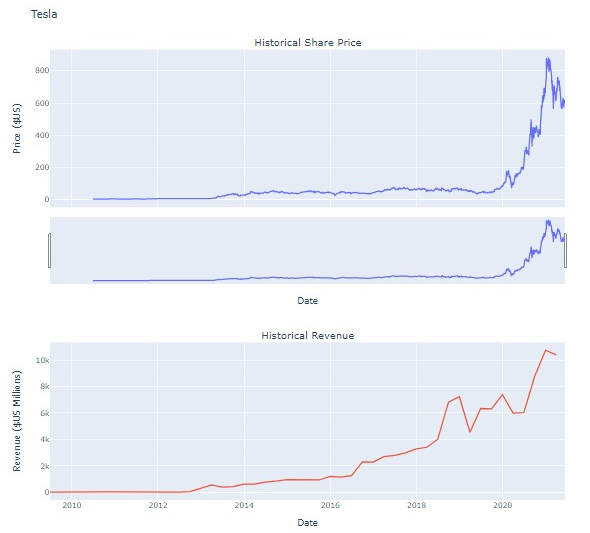 Tesla
Historical Share Price
800
600
400
200
0
Price ($US)
Date
Historical Revenue
10k
8k
6k
4k
2k
0
Revenue ($US Millions)
2010 2012 2014 2016 2018 2020
Date